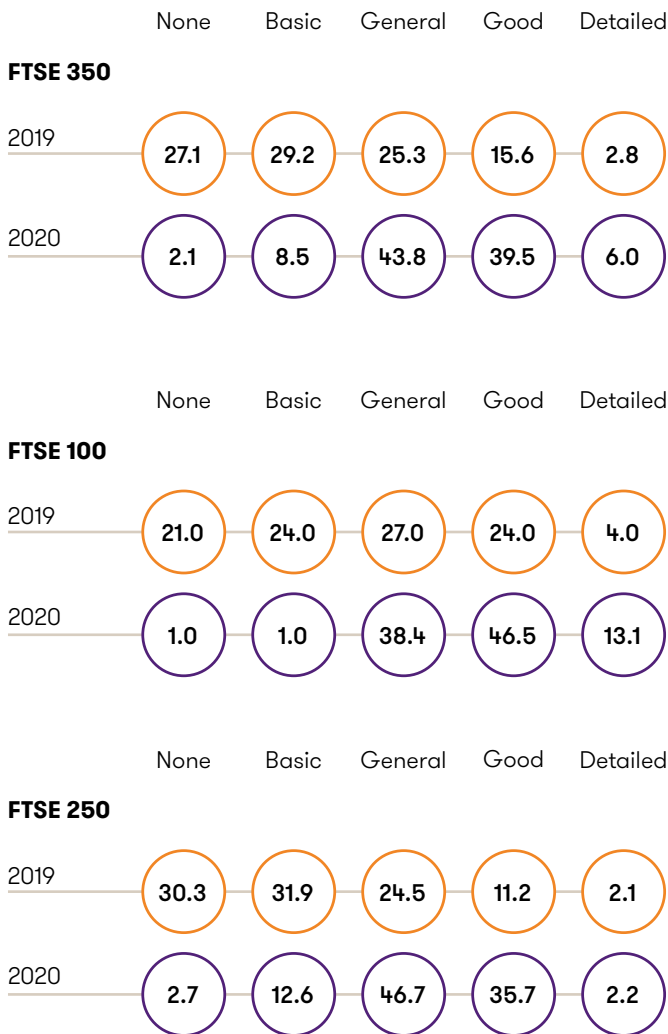 None Basic General Good Detailed
FTSE 350
2019 27.1 29.2 25.3 15.6 2.8
2020 2.1 8.5 43.8 39.5 6.0
None Basic General Good Detailed
FTSE 100
2019 21.0 24.0 27.0 24.0 4.0
2020 1.0 1.0 38.4 46.5 13.1
None Basic General Good Detailed
FTSE 250
2019 30.3 31.9 24.5 11.2 2.1
2020 2.7 12.6 46.7 35.7 2.2